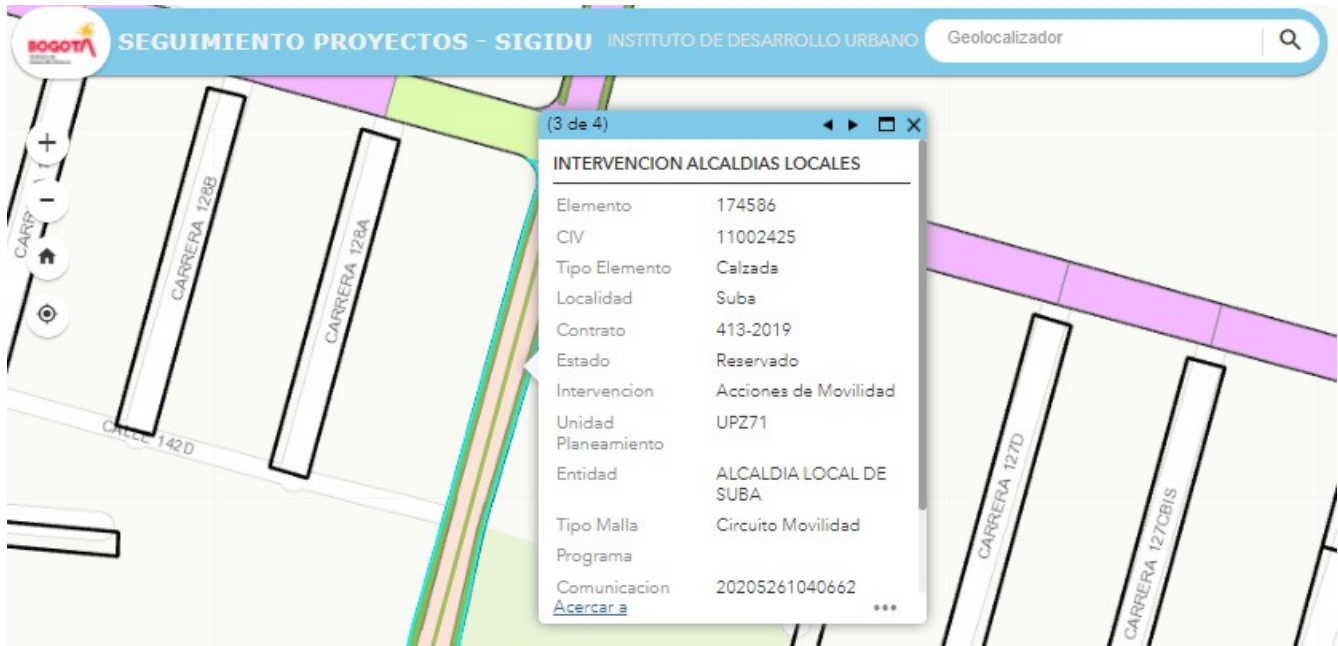 BOGOTÁ
SEGUIMIENTO PROYECTOS - SIGIDU INSTITUTO DE DESARROLLO URBANO
Geolocalizador
(3 de 4)
INTERVENCION ALCALDIAS LOCALES
Elemento 174586
CIV 11002425
Tipo Elemento Calzada
Localidad Suba
Contrato 413-2019
Estado Reservado
Intervencion Acciones de Movilidad
Unidad UPZ71
Planeamiento
Entidad ALCALDIA LOCAL DE
SUBA
Tipo Malla Circuito Movilidad
Programa
Comunicacion 20205261040662
Acercar a
CARRERA 128B
CARRERA 128A
CALLE 142D
CARRERA 127D
CARRERA 127CBIS